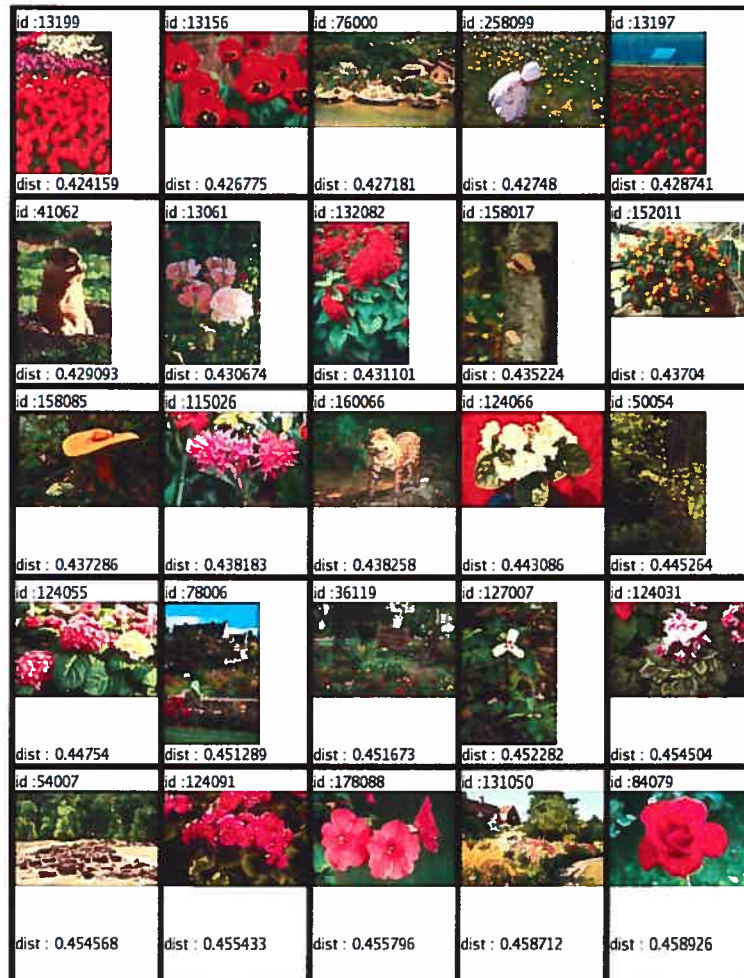 id :13199
id :13156
id :76000
id :258099
id :13197
dist : 0.424159
dist : 0.426775
dist : 0.427181
dist : 0.42748
dist : 0.428741
id :41062
id :13061
id :132082
id :158017
id :152011
dist : 0.429093
dist : 0.430674
dist : 0.431101
dist : 0.435224
dist : 0.43704
id :158085
id :115026
id :160066
id :124066
id :50054
dist : 0.437286
dist : 0.438183
dist : 0.438258
dist : 0.443086
dist : 0.445264
id :124055
id :78006
id :36119
id :127007
id :124031
dist : 0.44754
dist : 0.451289
dist : 0.451673
dist : 0.452282
dist : 0.454504
id :54007
id :124091
id :178088
id :131050
id :84079
dist : 0.454568
dist : 0.455433
dist : 0.455796
dist : 0.458712
dist : 0.458926